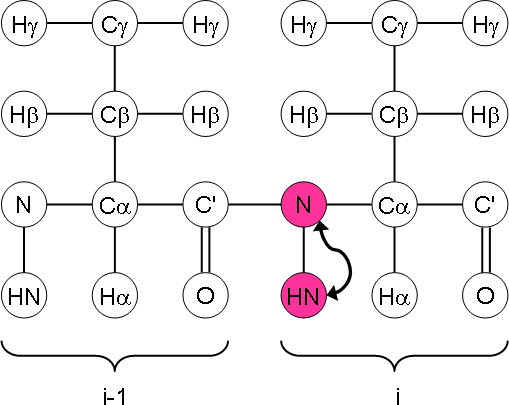 Hγ Cγ Hγ Hγ Cγ Hγ
Hβ Cβ Hβ Hβ Cβ Hβ
N Cα C' N Cα C'
HN Hα O HN Hα O
i-1 i